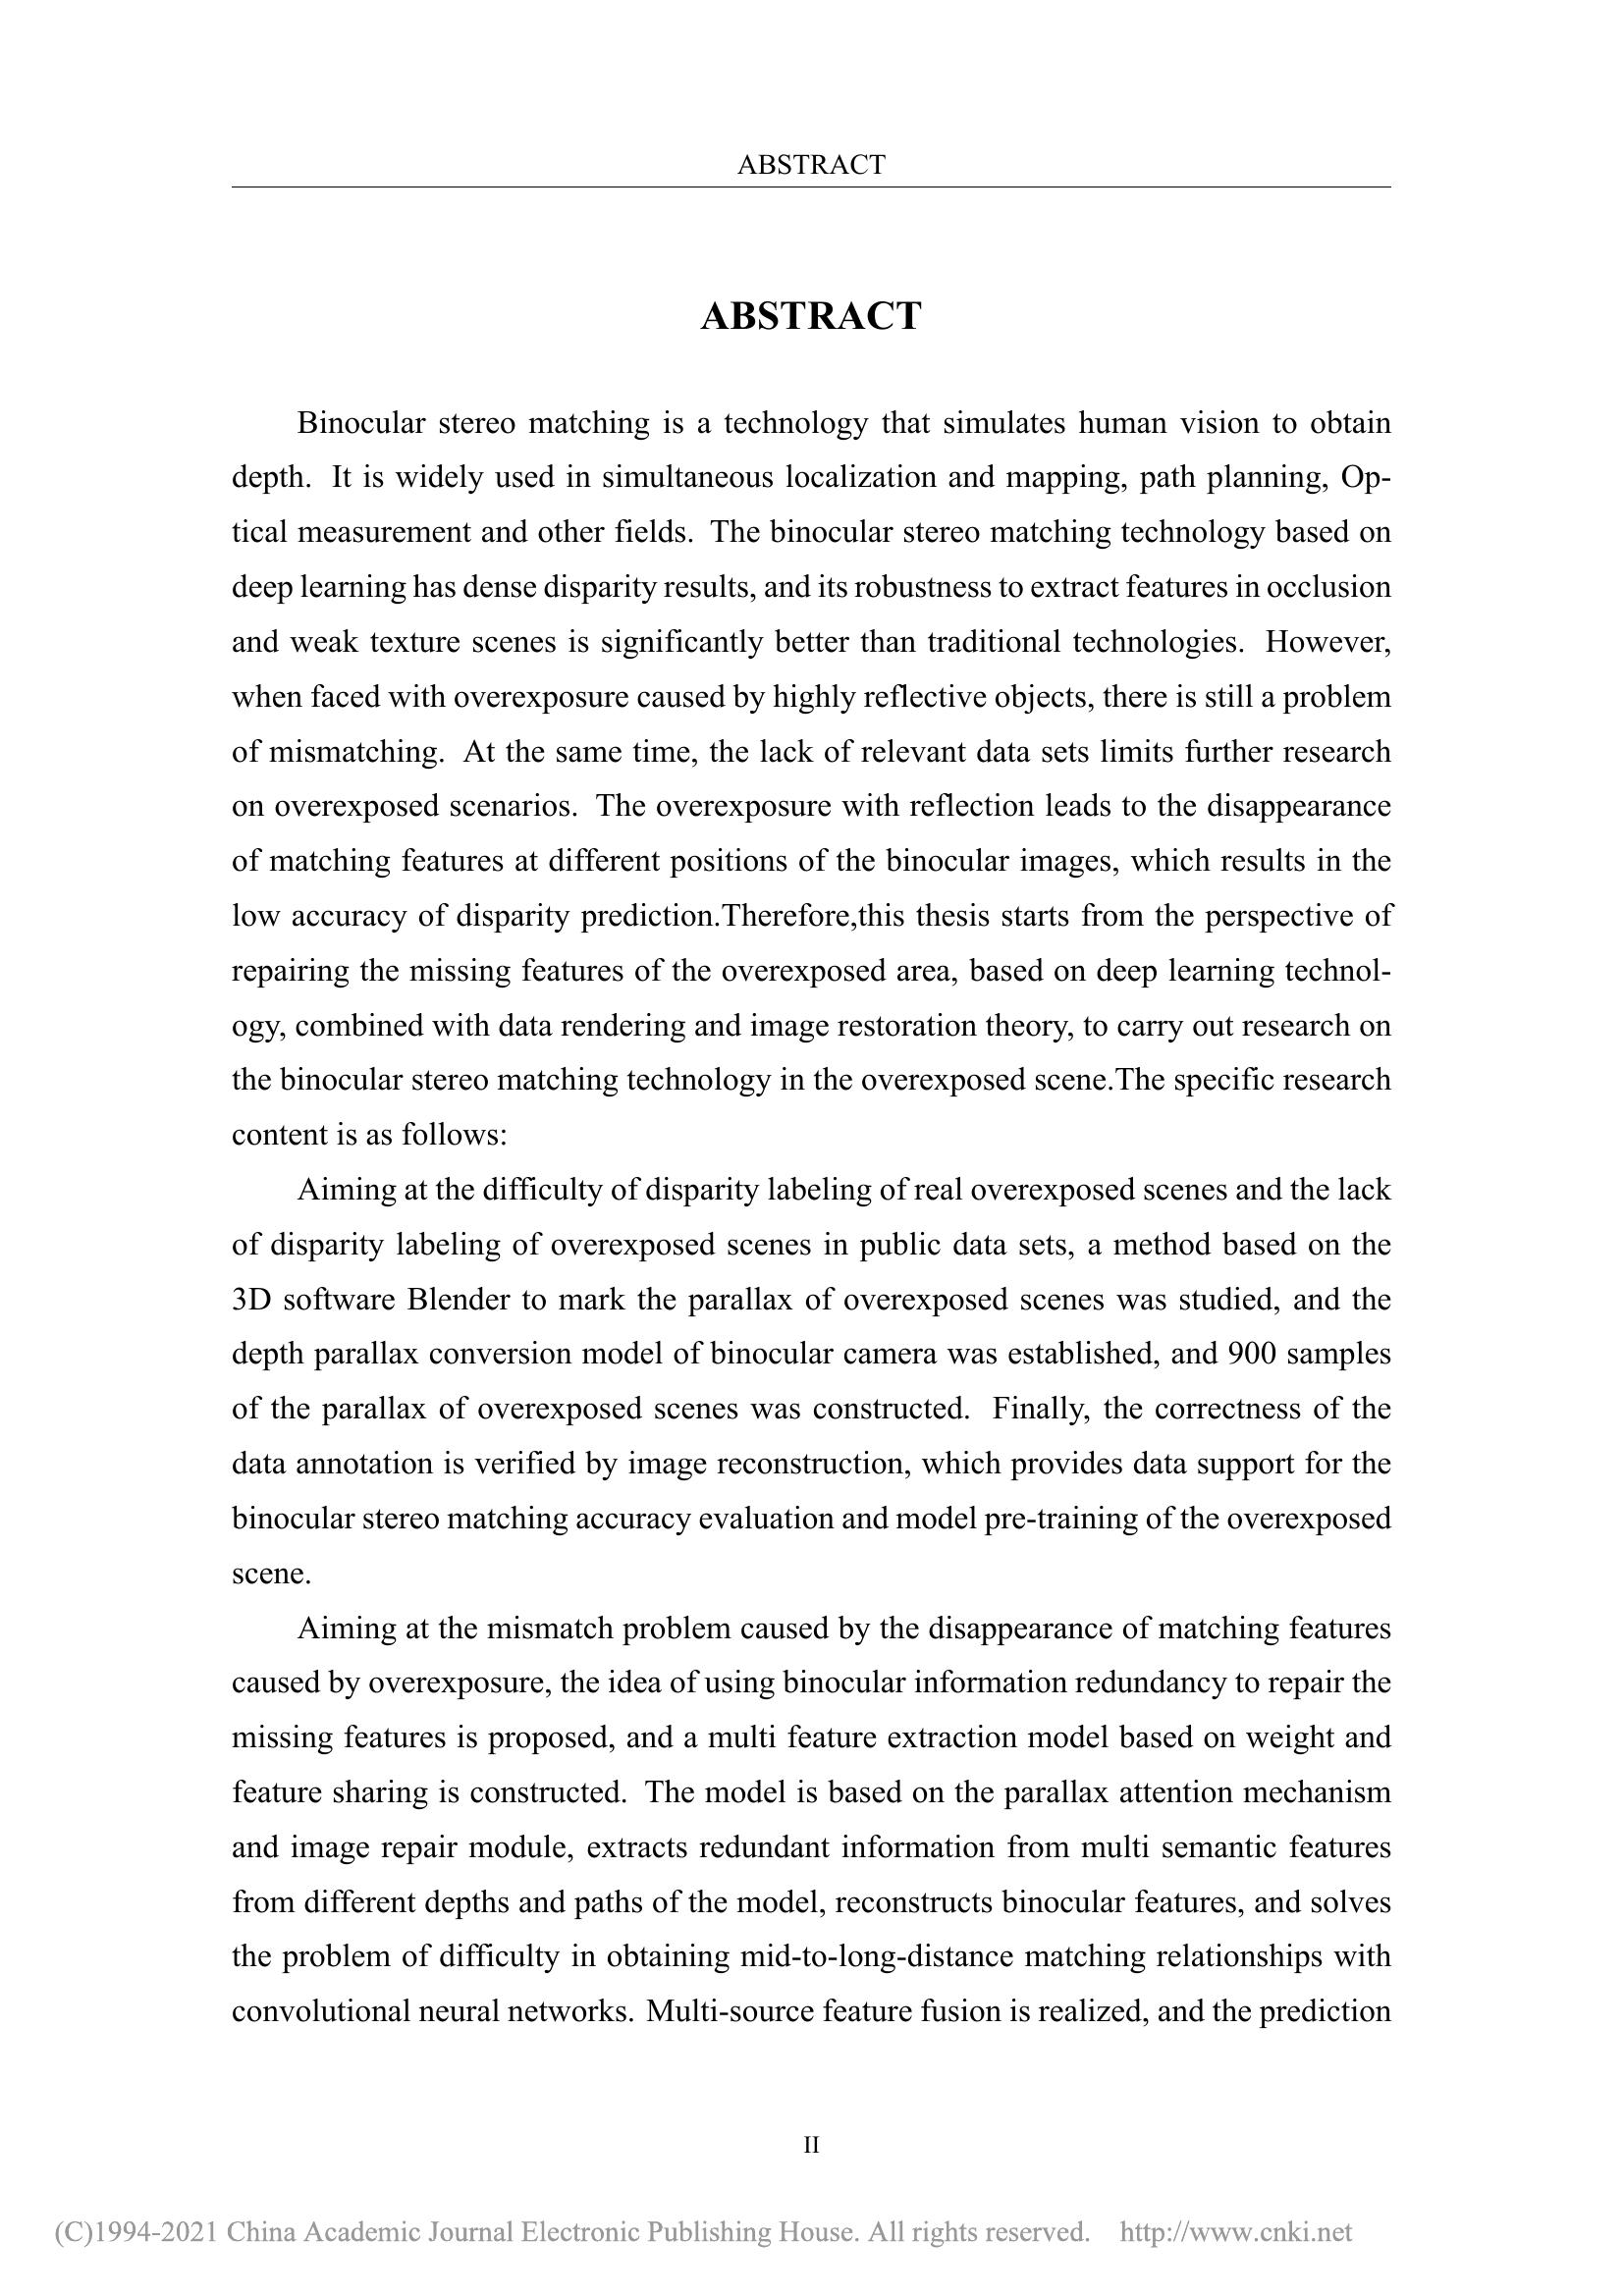 ABSTRACT
ABSTRACT
Binocular stereo matching is a technology that simulates human vision to obtain
depth. It is widely used in simultaneous localization and mapping, path planning, Op-
tical measurement and other fields. The binocular stereo matching technology based on
deep learning has dense disparity results, and its robustness to extract features in occlusion
and weak texture scenes is significantly better than traditional technologies. However,
when faced with overexposure caused by highly reflective objects, there is still a problem
of mismatching. At the same time, the lack of relevant data sets limits further research
on overexposed scenarios. The overexposure with reflection leads to the disappearance
of matching features at different positions of the binocular images, which results in the
low accuracy of disparity prediction.Therefore,this thesis starts from the perspective of
repairing the missing features of the overexposed area, based on deep learning technol-
ogy, combined with data rendering and image restoration theory, to carry out research on
the binocular stereo matching technology in the overexposed scene.The specific research
content is as follows:
Aiming at the difficulty of disparity labeling of real overexposed scenes and the lack
of disparity labeling of overexposed scenes in public data sets, a method based on the
3D software Blender to mark the parallax of overexposed scenes was studied, and the
depth parallax conversion model of binocular camera was established, and 900 samples
of the parallax of overexposed scenes was constructed. Finally, the correctness of the
data annotation is verified by image reconstruction, which provides data support for the
binocular stereo matching accuracy evaluation and model pre-training of the overexposed
scene.
Aiming at the mismatch problem caused by the disappearance of matching features
caused by overexposure, the idea of using binocular information redundancy to repair the
missing features is proposed, and a multi feature extraction model based on weight and
feature sharing is constructed. The model is based on the parallax attention mechanism
and image repair module, extracts redundant information from multi semantic features
from different depths and paths of the model, reconstructs binocular features, and solves
the problem of difficulty in obtaining mid-to-long-distance matching relationships with
convolutional neural networks. Multi-source feature fusion is realized, and the prediction
II
(C)1994-2021 China Academic Journal Electronic Publishing House. All rights reserved. http://www.cnki.net